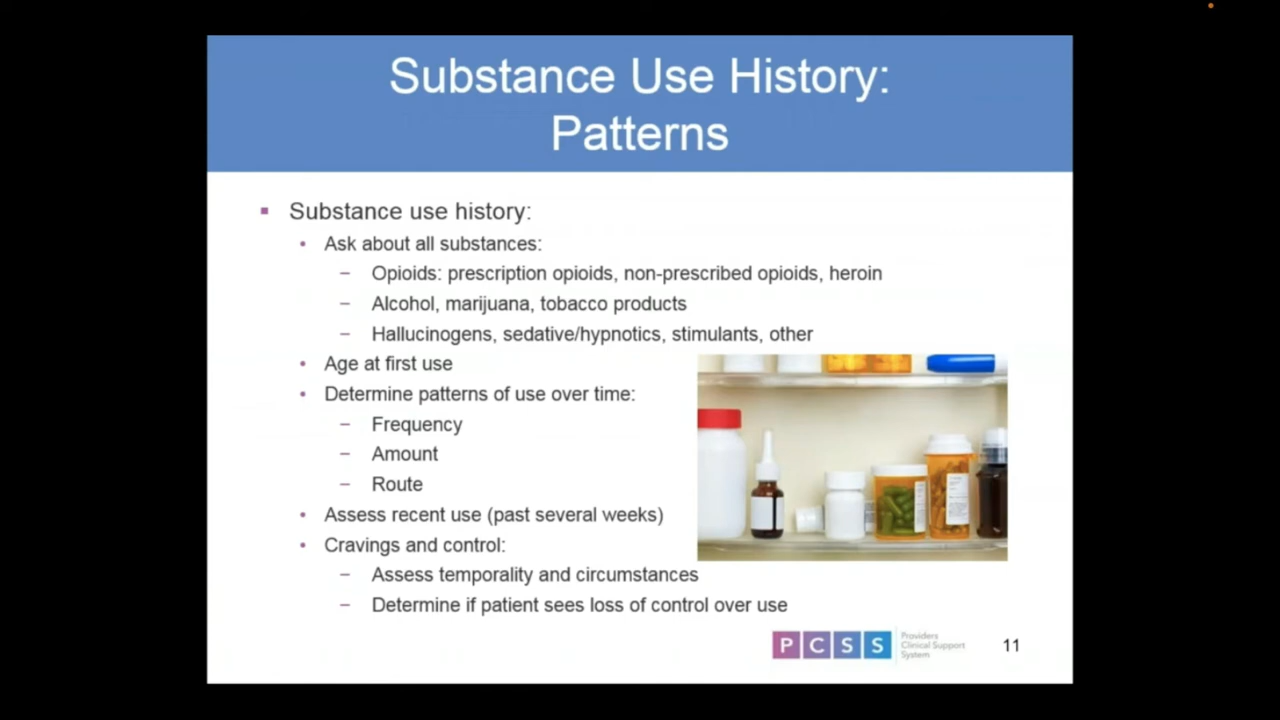 Substance Use History:
Patterns
▪ Substance use history:
• Ask about all substances:
– Opioids: prescription opioids, non-prescribed opioids, heroin
– Alcohol, marijuana, tobacco products
– Hallucinogens, sedative/hypnotics, stimulants, other
• Age at first use
• Determine patterns of use over time:
– Frequency
– Amount
– Route
• Assess recent use (past several weeks)
• Cravings and control:
– Assess temporality and circumstances
– Determine if patient sees loss of control over use
PCSS
Providers
Clinical Support
System
11